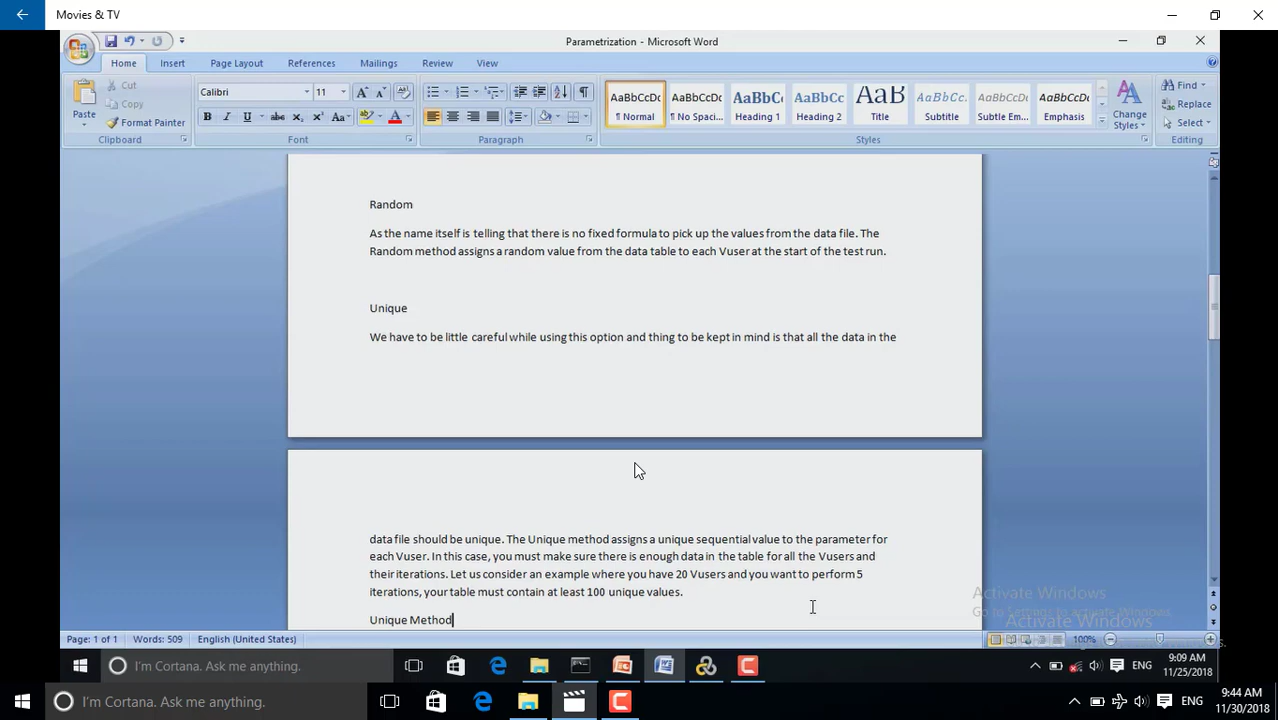 Movies & TV
Parametrization - Microsoft Word
Home Insert Page Layout References Mailings Review View
Cut
Copy
Format Painter
Paste
Clipboard
Calibri 11
Font
Paragraph
AaBbCcDc AaBbCcDc AaBbC AaBbCc AaB AaBbCc. AaBbCcDc AaBbCcDc
¶ Normal ¶ No Spaci... Heading 1 Heading 2 Title Subtitle Subtle Em... Emphasis
Change Styles
Styles
Find
Replace
Select
Editing
Random
As the name itself is telling that there is no fixed formula to pick up the values from the data file. The
Random method assigns a random value from the data table to each Vuser at the start of the test run.
Unique
We have to be little careful while using this option and thing to be kept in mind is that all the data in the
data file should be unique. The Unique method assigns a unique sequential value to the parameter for
each Vuser. In this case, you must make sure there is enough data in the table for all the Vusers and
their iterations. Let us consider an example where you have 20 Vusers and you want to perform 5
iterations, your table must contain at least 100 unique values.
Unique Method
Activate Windows
Go to Settings to activate Windows.
Activate Windows
Page: 1 of 1 Words: 509 English (United States) 100%
I'm Cortana. Ask me anything. ENG 9:09 AM
11/25/2018
I'm Cortana. Ask me anything. ENG 9:44 AM
11/30/2018